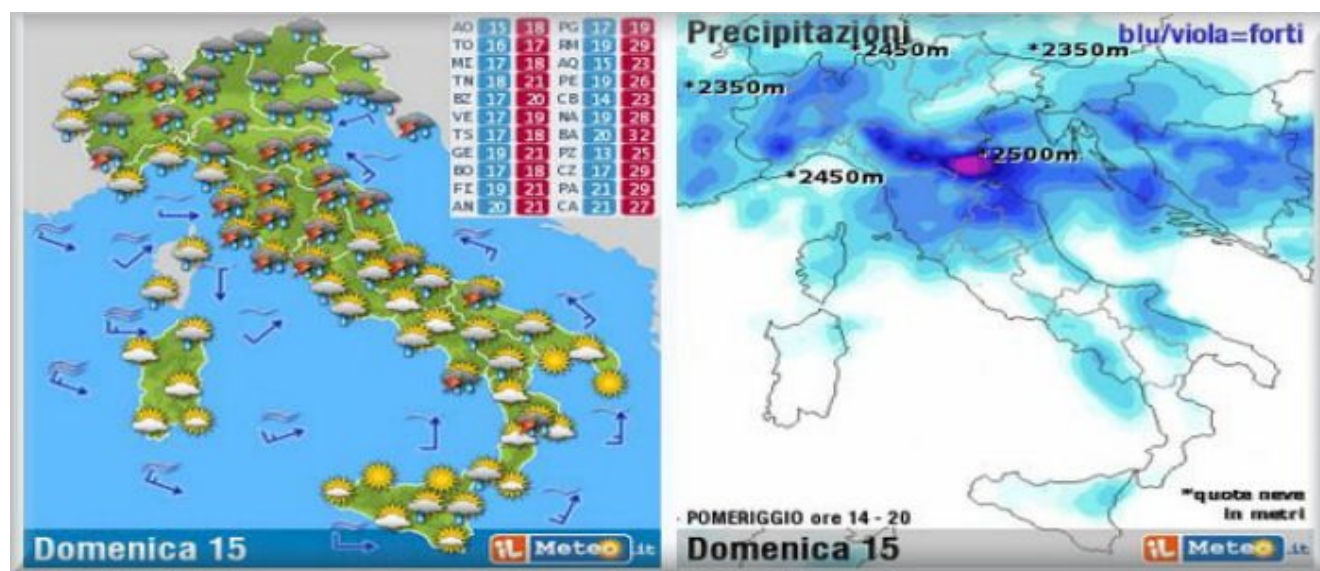 AO 15 18 PG 17 19
TO 16 17 RM 19 29
MI 17 18 AQ 15 23
TN 18 21 PE 19 26
BZ 17 20 CB 14 23
VE 17 19 NA 19 28
TS 17 18 BA 20 32
GE 19 21 PZ 13 25
BO 17 18 CZ 17 29
FI 19 21 PA 21 29
AN 20 21 CA 21 27
Domenica 15
iL Meteo.it
Precipitazioni
blu/viola=forti
*2450m
*2350m
*2350m
*2500m
*2450m
*quote neve
in metri
- POMERIGGIO ore 14 - 20
Domenica 15
iL Meteo.it